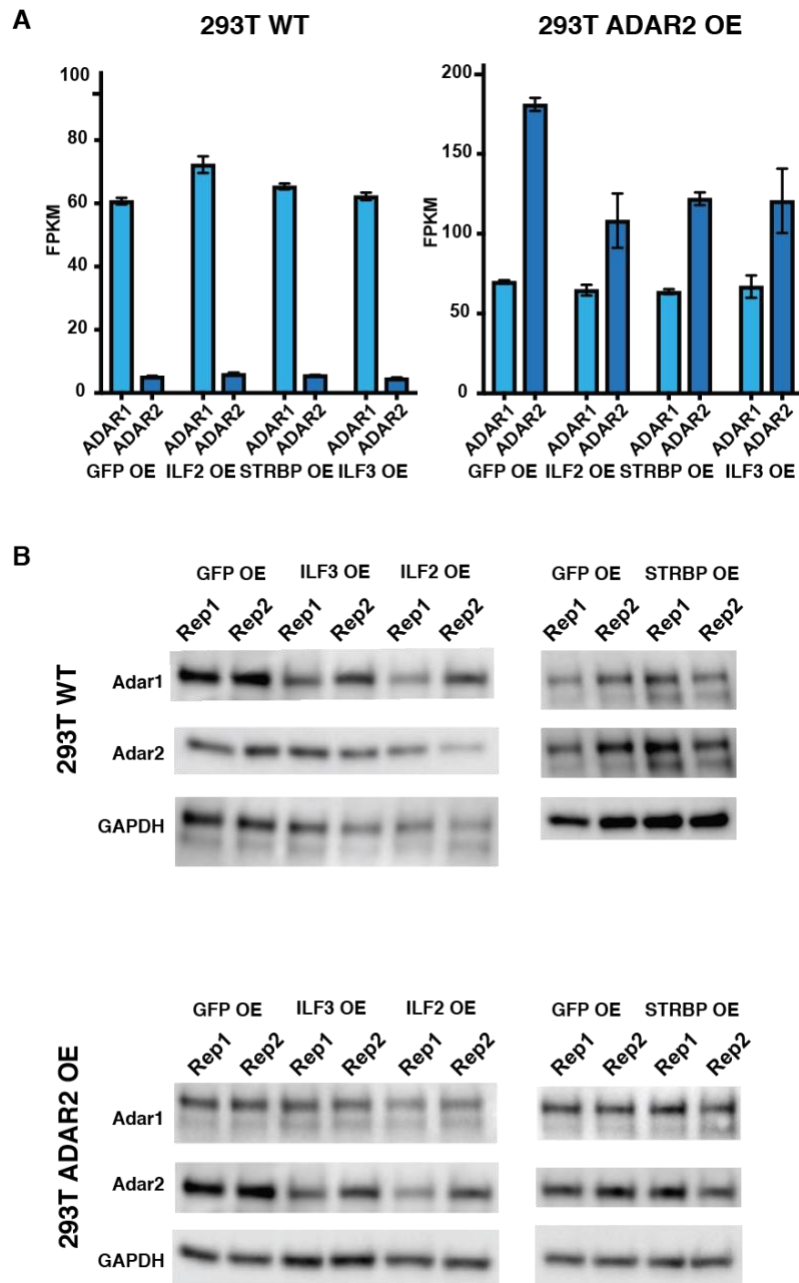 A
293T WT
293T ADAR2 OE
100
80
60
40
20
0
FPKM
ADAR1
ADAR2
ADAR1
ADAR2
ADAR1
ADAR2
ADAR1
ADAR2
GFP OE ILF2 OE STRBP OE ILF3 OE
200
150
100
50
0
FPKM
ADAR1
ADAR2
ADAR1
ADAR2
ADAR1
ADAR2
ADAR1
ADAR2
GFP OE ILF2 OE STRBP OE ILF3 OE
B
293T WT
GFP OE ILF3 OE ILF2 OE
Rep1 Rep2 Rep1 Rep2 Rep1 Rep2
GFP OE STRBP OE
Rep1 Rep2 Rep1 Rep2
Adar1
Adar2
GAPDH
293T ADAR2 OE
GFP OE ILF3 OE ILF2 OE
Rep1 Rep2 Rep1 Rep2 Rep1 Rep2
GFP OE STRBP OE
Rep1 Rep2 Rep1 Rep2
Adar1
Adar2
GAPDH